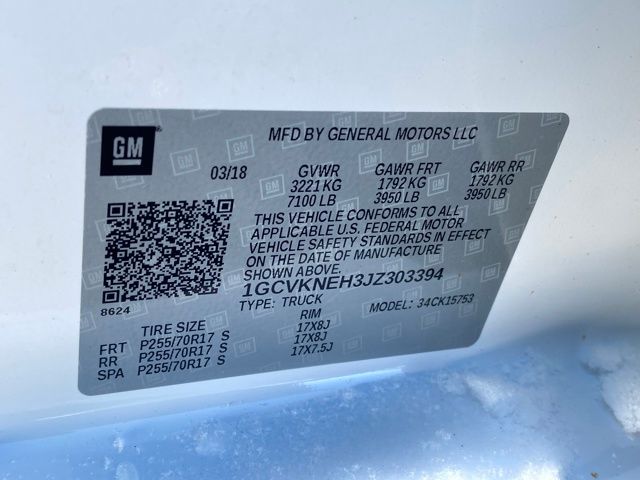 GM
MFD BY GENERAL MOTORS LLC
03/18 GVWR GAWR FRT GAWR RR
3221 KG 1792 KG 1792 KG
7100 LB 3950 LB 3950 LB
THIS VEHICLE CONFORMS TO ALL
APPLICABLE U.S. FEDERAL MOTOR
VEHICLE SAFETY STANDARDS IN EFFECT
ON THE DATE OF MANUFACTURE
SHOWN ABOVE.
1GCVKNEH3JZ303394
8624
TYPE: TRUCK MODEL: 34CK15753
TIRE SIZE RIM
FRT P255/70R17 S 17X8J
RR P255/70R17 S 17X8J
SPA P255/70R17 S 17X7.5J